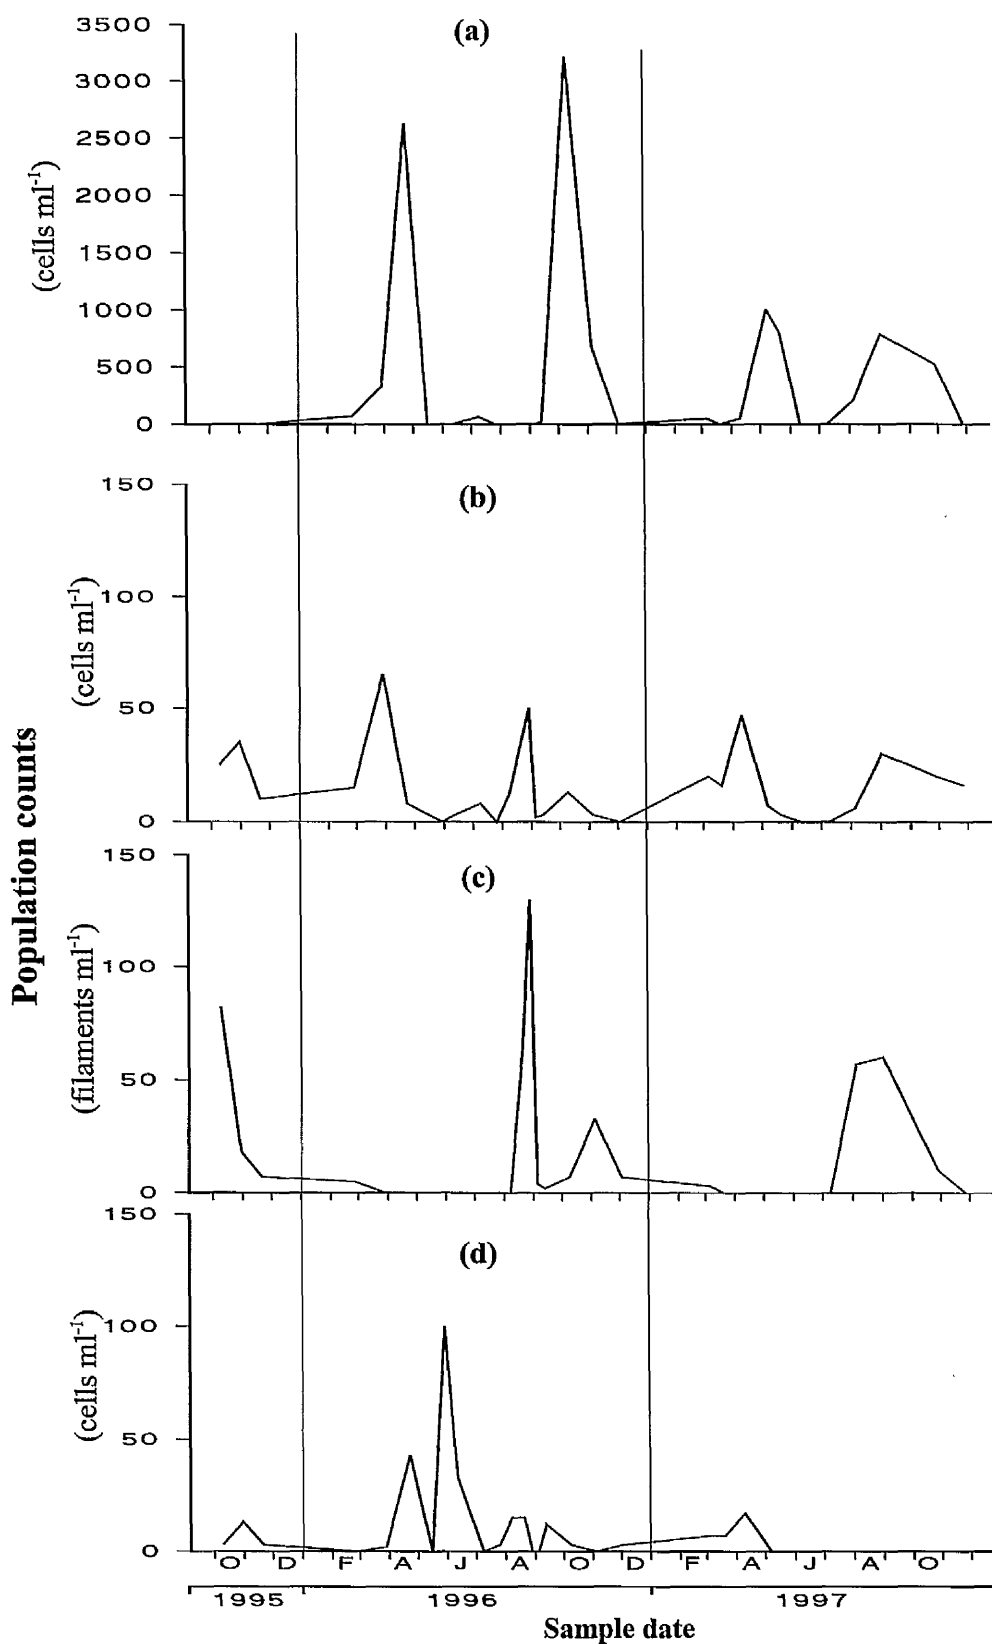 (a)
3500
3000
2500
2000
1500
1000
500
0
(cells ml⁻¹)
(b)
150
100
50
0
(cells ml⁻¹)
Population counts
(c)
150
100
50
0
(filaments ml⁻¹)
(d)
150
100
50
0
(cells ml⁻¹)
O D F A J A O D F A J A O
1995 1996 1997
Sample date